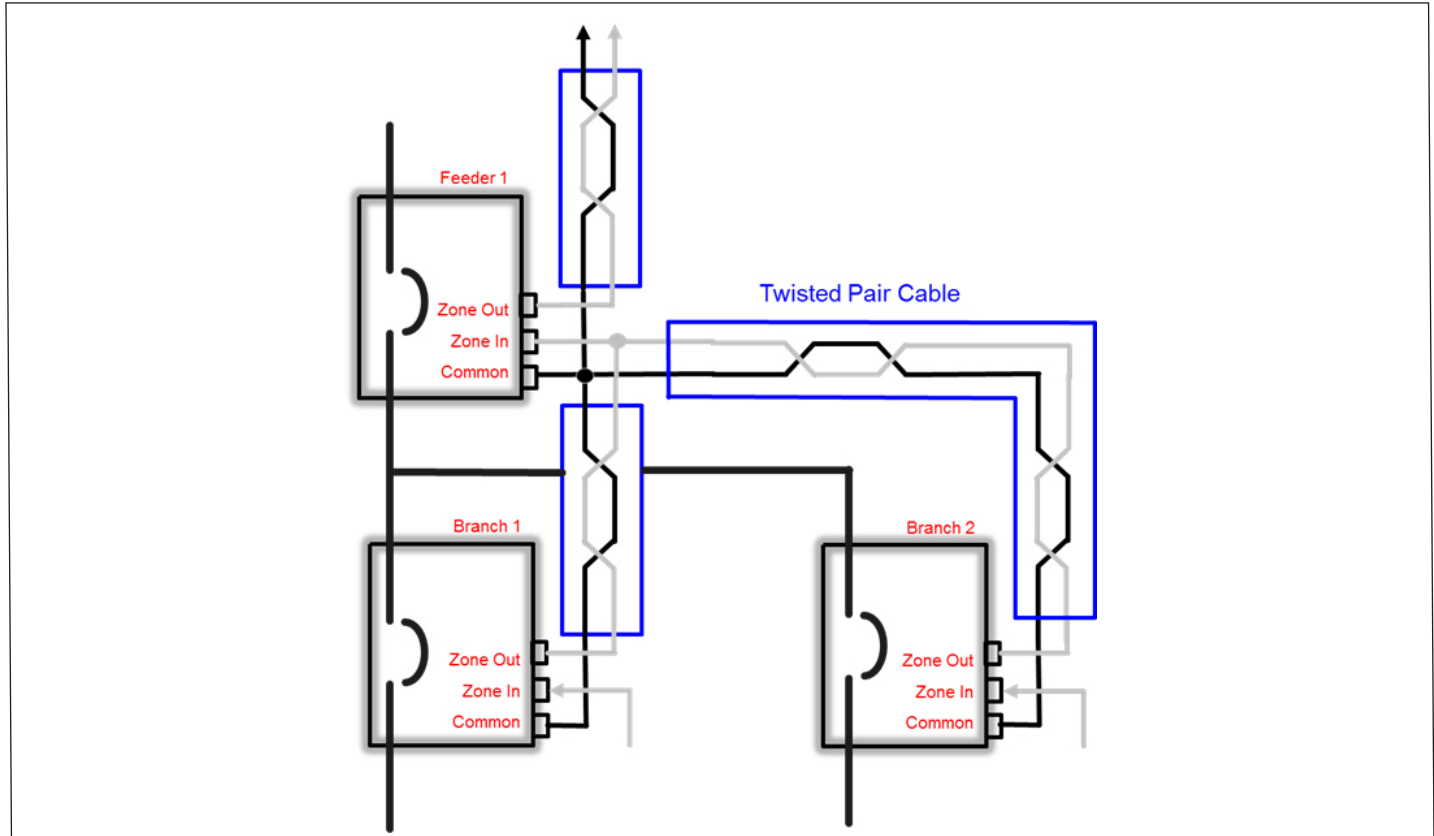 Feeder 1
Zone Out
Zone In
Common
Twisted Pair Cable
Branch 1
Zone Out
Zone In
Common
Branch 2
Zone Out
Zone In
Common